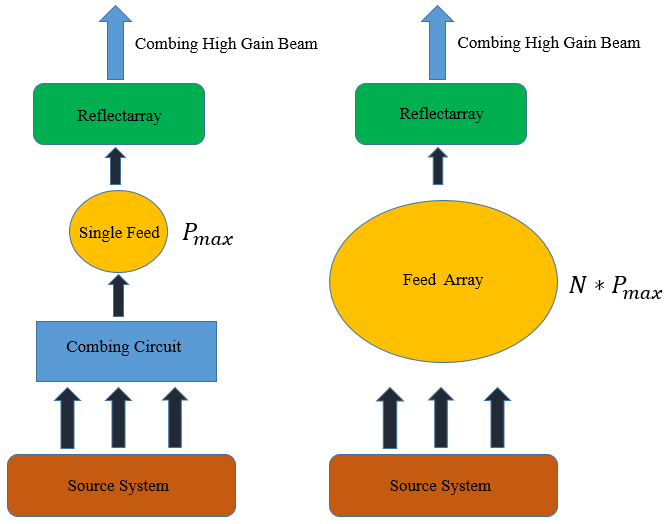 Combing High Gain Beam
Reflectarray
Single Feed
P_{max}
Combing Circuit
Source System
Combing High Gain Beam
Reflectarray
Feed Array
N * P_{max}
Source System